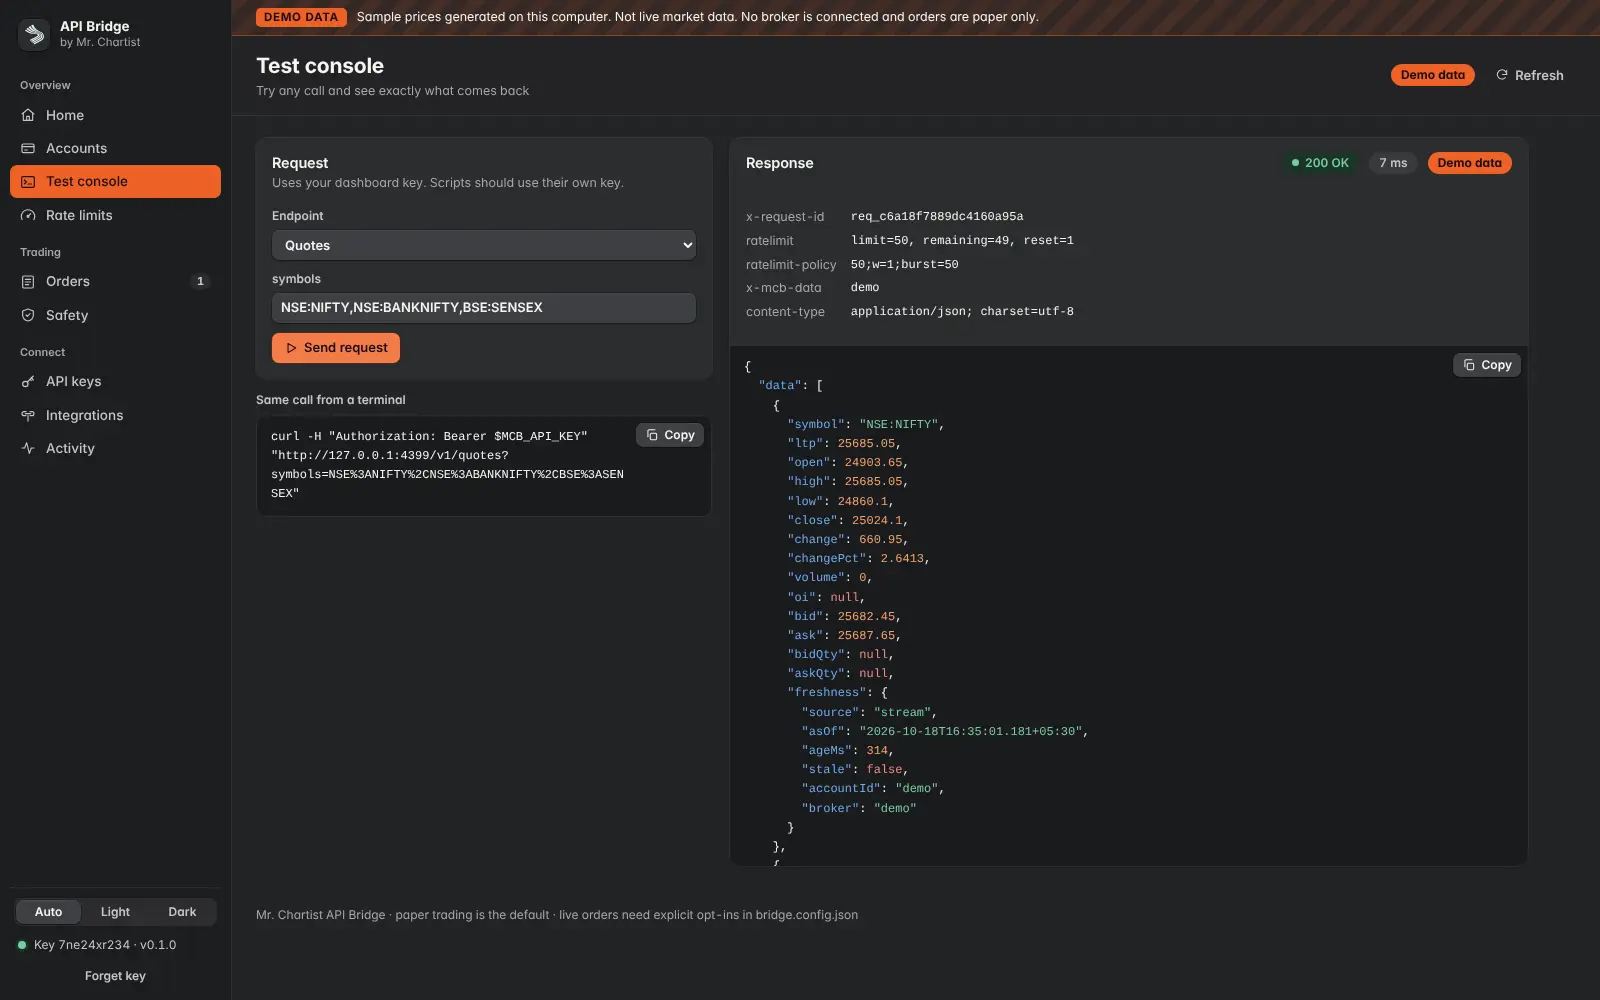 API Bridge
by Mr. Chartist
Overview
Home
Accounts
Test console
Rate limits
Trading
Orders 1
Safety
Connect
API keys
Integrations
Activity
Auto Light Dark
Key 7ne24xr234 · v0.1.0
Forget key
DEMO DATA Sample prices generated on this computer. Not live market data. No broker is connected and orders are paper only.
Test console
Try any call and see exactly what comes back
Demo data Refresh
Request
Uses your dashboard key. Scripts should use their own key.
Endpoint
Quotes
symbols
NSE:NIFTY,NSE:BANKNIFTY,BSE:SENSEX
Send request
Same call from a terminal
Copy
curl -H "Authorization: Bearer $MCB_API_KEY"
"http://127.0.0.1:4399/v1/quotes?
symbols=NSE%3ANIFTY%2CNSE%3ABANKNIFTY%2CBSE%3ASEN
SEX"
Response 200 OK 7 ms Demo data
x-request-id req_c6a18f7889dc4160a95a
ratelimit limit=50, remaining=49, reset=1
ratelimit-policy 50;w=1;burst=50
x-mcb-data demo
content-type application/json; charset=utf-8
Copy
{
"data": [
{
"symbol": "NSE:NIFTY",
"ltp": 25685.05,
"open": 24903.65,
"high": 25685.05,
"low": 24860.1,
"close": 25024.1,
"change": 660.95,
"changePct": 2.6413,
"volume": 0,
"oi": null,
"bid": 25682.45,
"ask": 25687.65,
"bidQty": null,
"askQty": null,
"freshness": {
"source": "stream",
"asOf": "2026-10-18T16:35:01.181+05:30",
"ageMs": 314,
"stale": false,
"accountId": "demo",
"broker": "demo"
}
},
{
Mr. Chartist API Bridge · paper trading is the default · live orders need explicit opt-ins in bridge.config.json